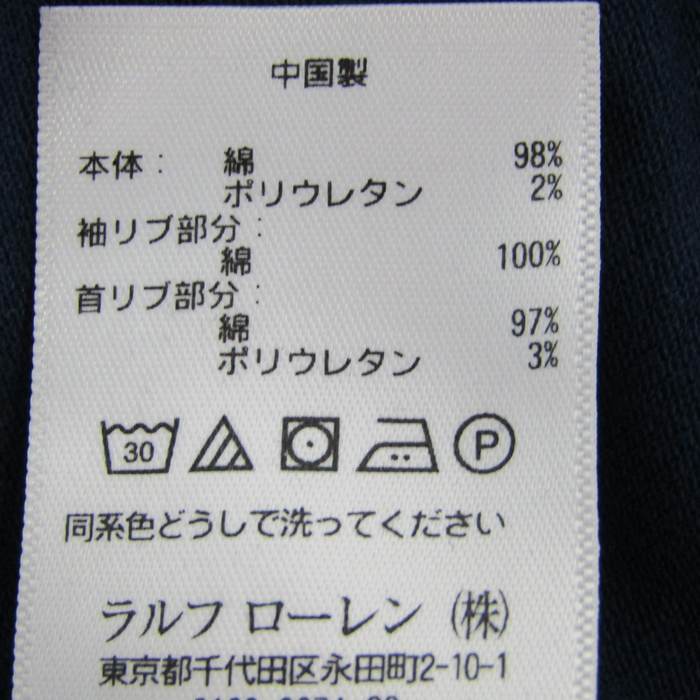 中国製
本体: 綿 98%
ポリウレタン 2%
袖リブ部分:
綿 100%
首リブ部分:
綿 97%
ポリウレタン 3%
30 P
同系色どうしで洗ってください
ラルフ ローレン (株)
東京都千代田区永田町2-10-1